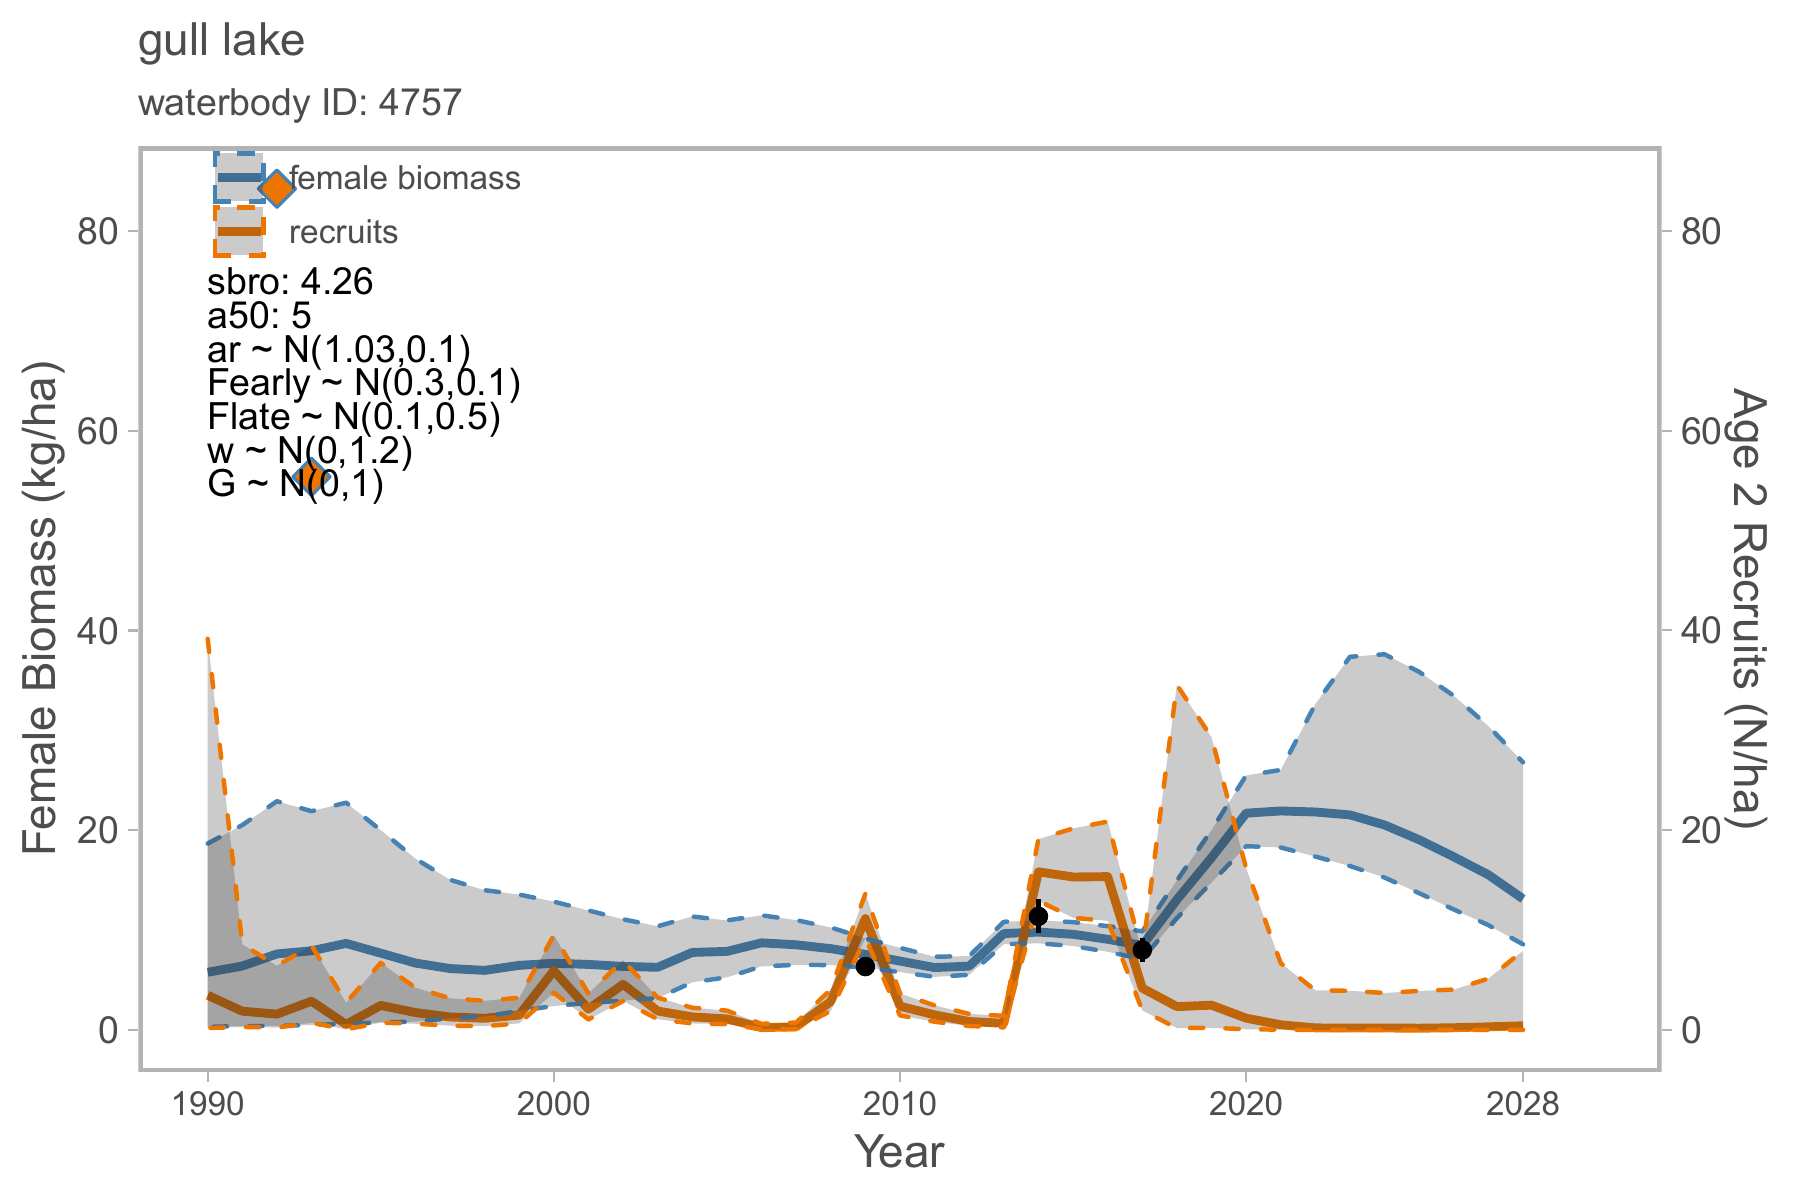 gull lake
waterbody ID: 4757
female biomass
recruits
sbro: 4.26
a50: 5
ar ~ N(1.03,0.1)
Fearly ~ N(0.3,0.1)
Flate ~ N(0.1,0.5)
w ~ N(0,1.2)
G ~ N(0,1)
Female Biomass (kg/ha)
80
60
40
20
0
80
60
40
20
0
Age 2 Recruits (N/ha)
1990 2000 2010 2020 2028
Year